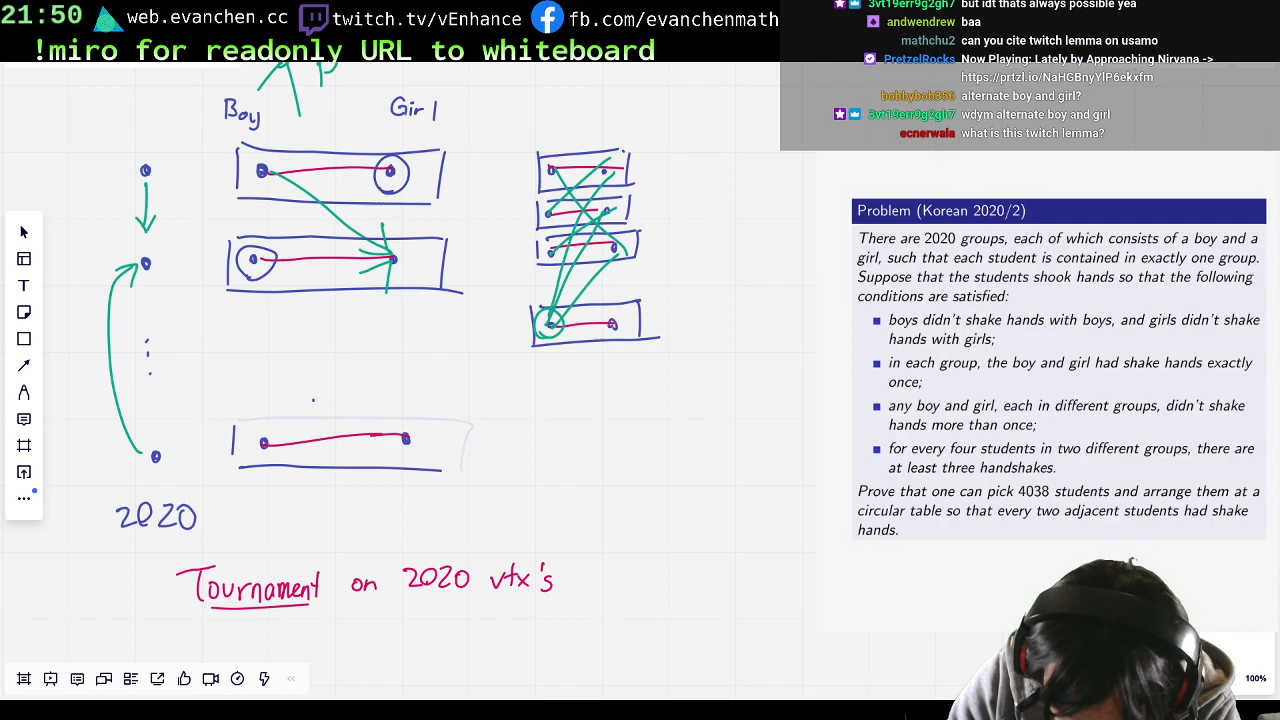 21:50 web.evanchen.cc twitch.tv/vEnhance fb.com/evanchenmath
!miro for readonly URL to whiteboard
3vt19err9g2gh7 but idt thats always possible yea
andwendrew baa
mathchu2 can you cite twitch lemma on usamo
PretzelRocks Now Playing: Lately by Approaching Nirvana ->
https://prtzl.io/NaHGBnyYlP6ekxfm
bobbybob356 alternate boy and girl?
3vt19err9g2gh7 wdym alternate boy and girl
ecnerwala what is this twitch lemma?
Boy Girl
2020
Tournament on 2020 vtx's
Problem (Korean 2020/2)
There are 2020 groups, each of which consists of a boy and a
girl, such that each student is contained in exactly one group.
Suppose that the students shook hands so that the following
conditions are satisfied:
boys didn't shake hands with boys, and girls didn't shake
hands with girls;
in each group, the boy and girl had shake hands exactly
once;
any boy and girl, each in different groups, didn't shake
hands more than once;
for every four students in two different groups, there are
at least three handshakes.
Prove that one can pick 4038 students and arrange them at a
circular table so that every two adjacent students had shake
hands.
100%